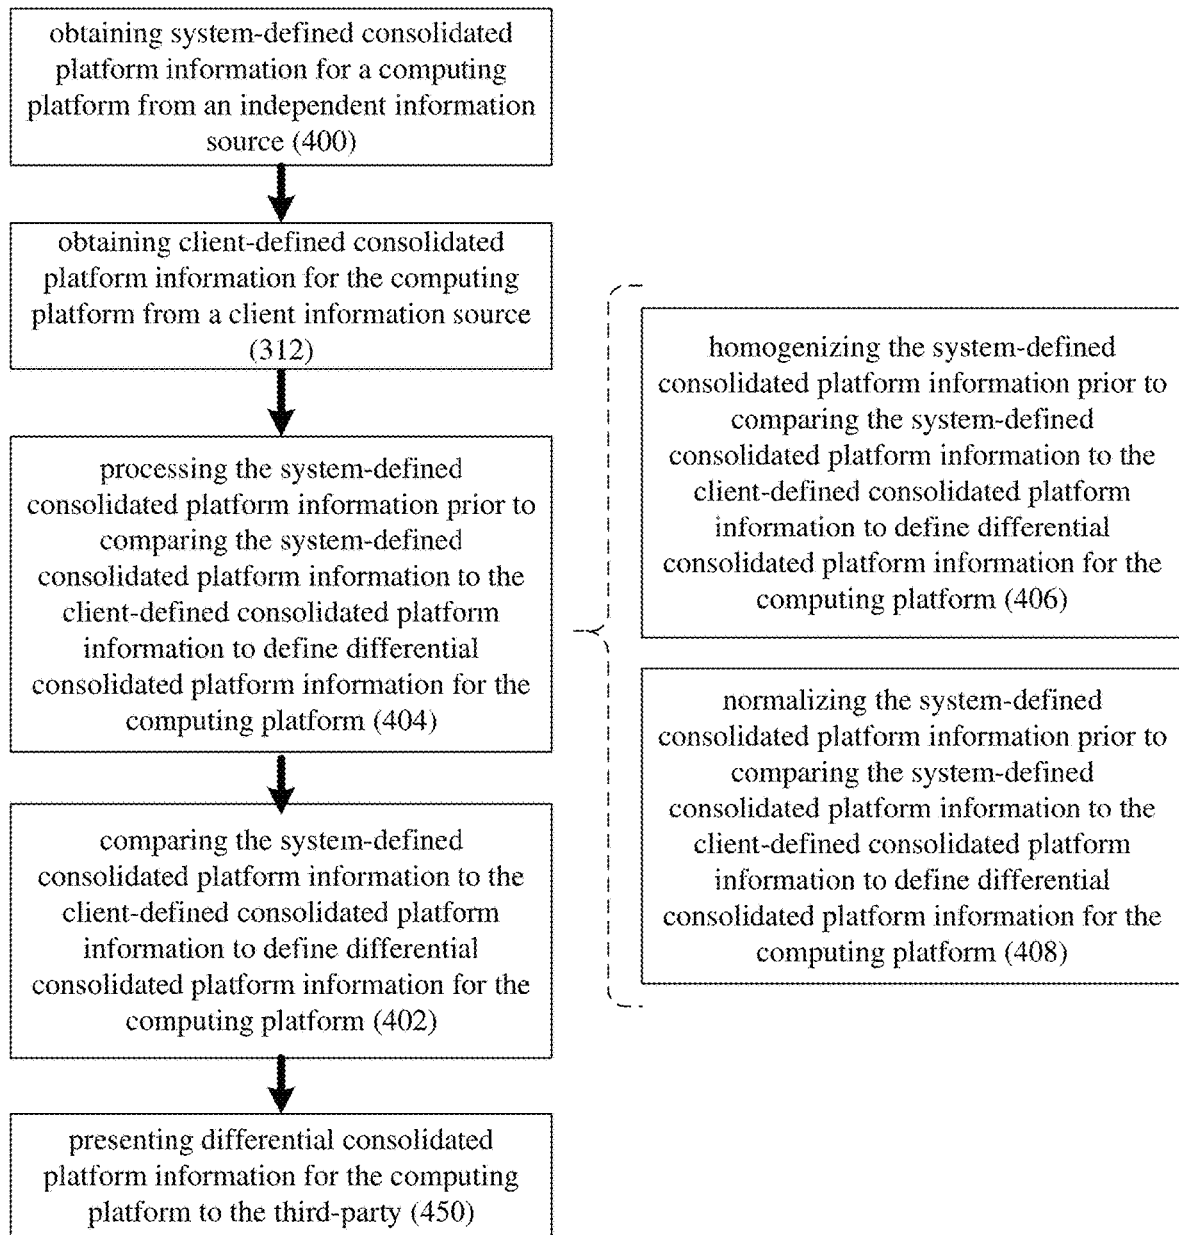 obtaining system-defined consolidated
platform information for a computing
platform from an independent information
source (400)
obtaining client-defined consolidated
platform information for the computing
platform from a client information source
(312)
processing the system-defined
consolidated platform information prior to
comparing the system-defined
consolidated platform information to the
client-defined consolidated platform
information to define differential
consolidated platform information for the
computing platform (404)
homogenizing the system-defined
consolidated platform information prior to
comparing the system-defined
consolidated platform information to the
client-defined consolidated platform
information to define differential
consolidated platform information for the
computing platform (406)
normalizing the system-defined
consolidated platform information prior to
comparing the system-defined
consolidated platform information to the
client-defined consolidated platform
information to define differential
consolidated platform information for the
computing platform (408)
comparing the system-defined
consolidated platform information to the
client-defined consolidated platform
information to define differential
consolidated platform information for the
computing platform (402)
presenting differential consolidated
platform information for the computing
platform to the third-party (450)